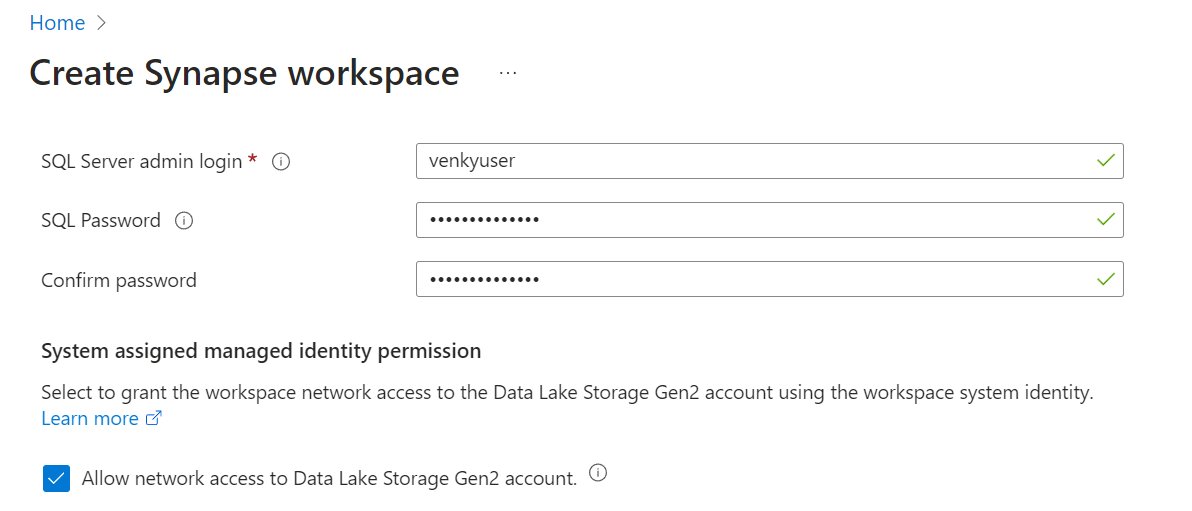 Home >
Create Synapse workspace ...
SQL Server admin login *
venkyuser
SQL Password
••••••••••••••
Confirm password
••••••••••••••
System assigned managed identity permission
Select to grant the workspace network access to the Data Lake Storage Gen2 account using the workspace system identity.
Learn more
Allow network access to Data Lake Storage Gen2 account.